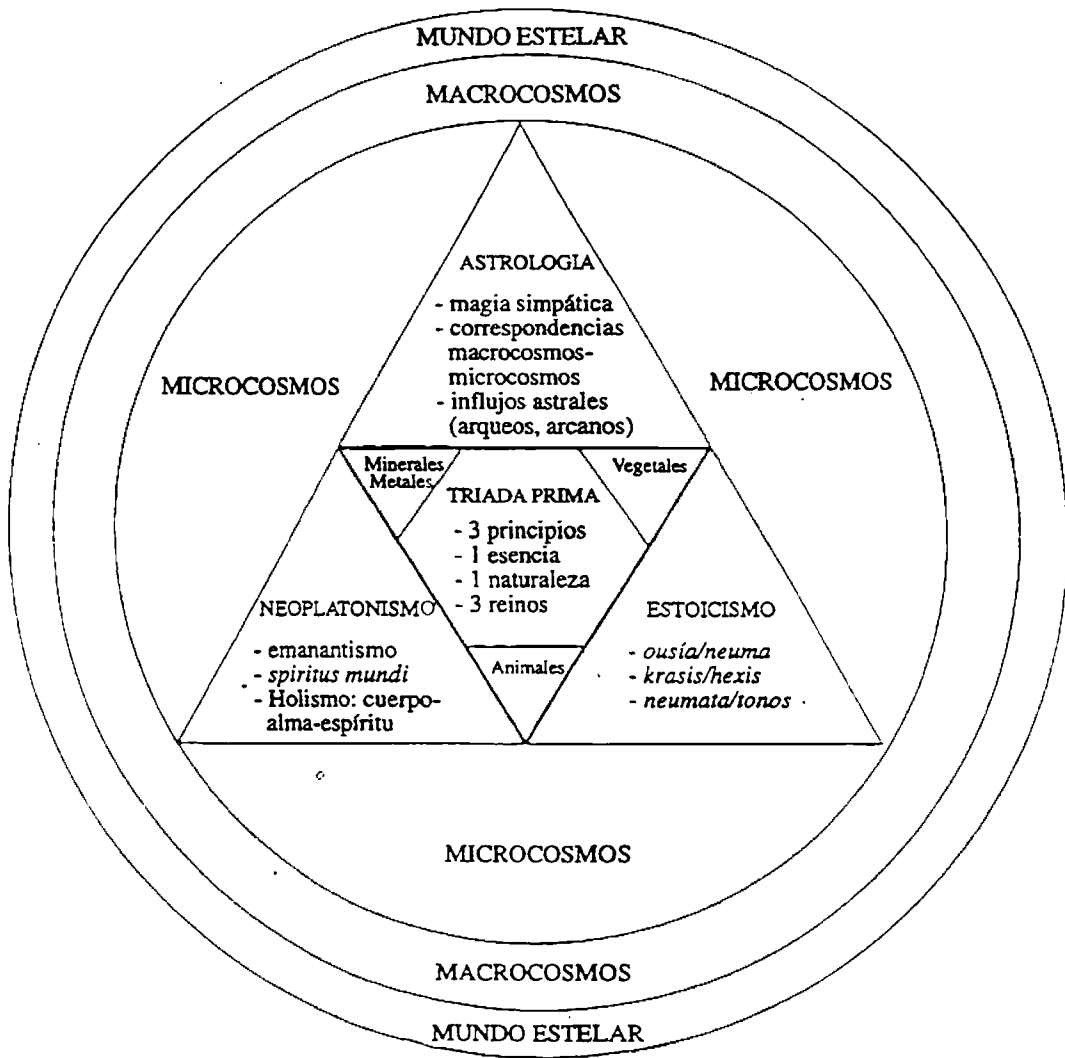 MUNDO ESTELAR
MACROCOSMOS
ASTROLOGIA
- magia simpática
- correspondencias
macrocosmos-
microcosmos
- influjos astrales
(arqueos, arcanos)
MICROCOSMOS
MICROCOSMOS
Minerales
Metales
Vegetales
TRIADA PRIMA
- 3 principios
- 1 esencia
- 1 naturaleza
- 3 reinos
NEOPLATONISMO
- emanantismo
- spiritus mundi
- Holismo: cuerpo-
alma-espíritu
Animales
ESTOICISMO
- ousía/neuma
- krasis/hexis
- neumata/tonos
MICROCOSMOS
MACROCOSMOS
MUNDO ESTELAR